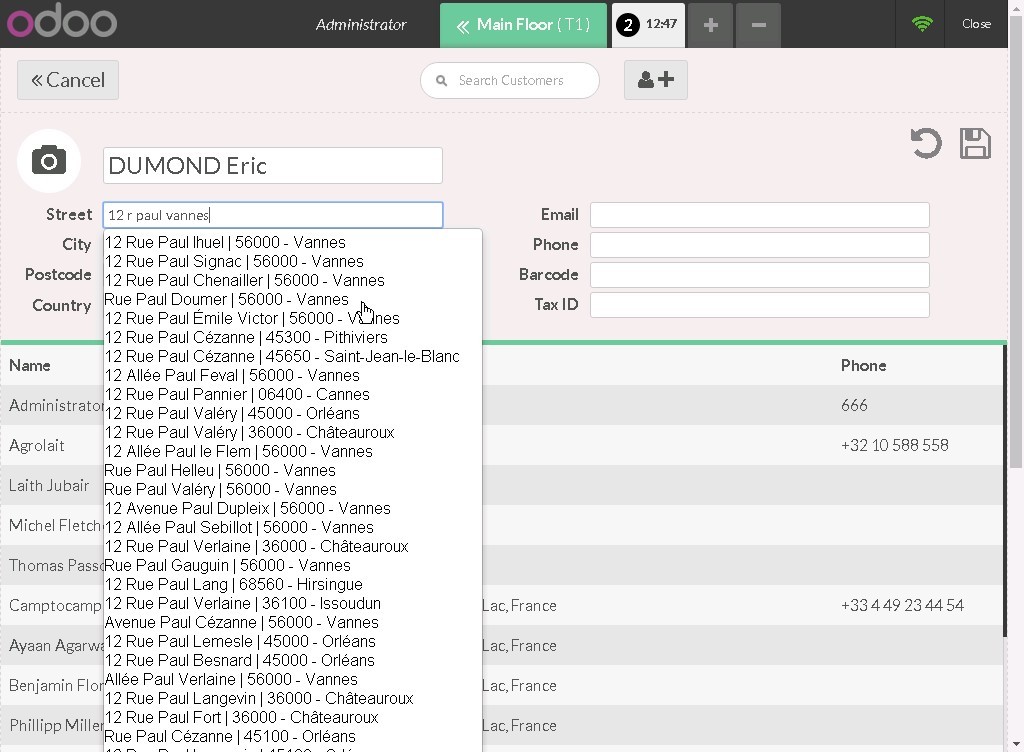 odoo
Administrator
« Main Floor ( T1 )
2 12:47
+
−
Close
« Cancel
Search Customers
DUMOND Eric
Street 12 r paul vannes
City
Postcode
Country
Email
Phone
Barcode
Tax ID
12 Rue Paul Ihuel | 56000 - Vannes
12 Rue Paul Signac | 56000 - Vannes
12 Rue Paul Chenailler | 56000 - Vannes
Rue Paul Doumer | 56000 - Vannes
12 Rue Paul Émile Victor | 56000 - Vannes
12 Rue Paul Cézanne | 45300 - Pithiviers
12 Rue Paul Cézanne | 45650 - Saint-Jean-le-Blanc
12 Allée Paul Feval | 56000 - Vannes
12 Rue Paul Pannier | 06400 - Cannes
12 Rue Paul Valéry | 45000 - Orléans
12 Rue Paul Valéry | 36000 - Châteauroux
12 Allée Paul le Flem | 56000 - Vannes
Rue Paul Helleu | 56000 - Vannes
Rue Paul Valéry | 56000 - Vannes
12 Avenue Paul Dupleix | 56000 - Vannes
12 Allée Paul Sebillot | 56000 - Vannes
12 Rue Paul Verlaine | 36000 - Châteauroux
Rue Paul Gauguin | 56000 - Vannes
12 Rue Paul Lang | 68560 - Hirsingue
12 Rue Paul Verlaine | 36100 - Issoudun
Avenue Paul Cézanne | 56000 - Vannes
12 Rue Paul Lemesle | 45000 - Orléans
12 Rue Paul Besnard | 45000 - Orléans
Allée Paul Verlaine | 56000 - Vannes
12 Rue Paul Langevin | 36000 - Châteauroux
12 Rue Paul Fort | 36000 - Châteauroux
Rue Paul Cézanne | 45100 - Orléans
Name Phone
Administrator 666
Agrolait +32 10 588 558
Laith Jubair
Michel Fletch
Thomas Passo
Camptocamp Lac, France +33 4 49 23 44 54
Ayaan Agarwa Lac, France
Benjamin Flor Lac, France
Phillipp Miller Lac, France